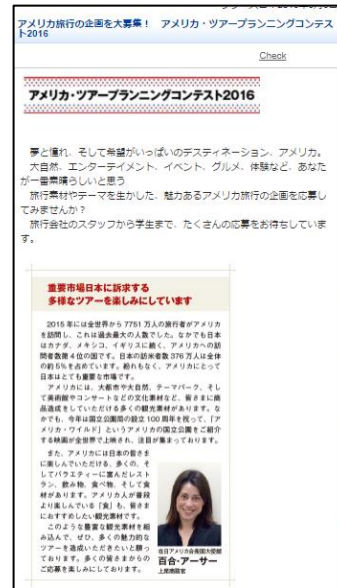 アメリカ旅行の企画を大募集！　アメリカ・ツアープランニングコンテス
ト2016
Check
アメリカ・ツアープランニングコンテスト2016
夢と憧れ、そして希望がいっぱいのデスティネーション、アメリカ。
大自然、エンターテイメント、イベント、グルメ、体験など、あなた
が一番素晴らしいと思う
旅行素材やテーマを生かした、魅力あるアメリカ旅行の企画を応募し
てみませんか？
旅行会社のスタッフから学生まで、たくさんの応募をお待ちしていま
す。
重要市場日本に訴求する
多様なツアーを楽しみにしています
2015年には全世界から7751万人の旅行者がアメリカ
を訪問し、これは過去最大の人数でした。なかでも日本
はカナダ、メキシコ、イギリスに続く、アメリカへの訪
問者数第4位の国です。日本の訪米者数376万人は全体
の約5％を占めています。紛れもなく、アメリカにとって
日本はとても重要な市場です。
アメリカには、大都市や大自然、テーマパーク、そし
て美術館やコンサートなどの文化素材など、皆さまに商
品造成をしていただける多くの観光素材があります。な
かでも、今年は国立公園局の設立100周年を祝って、「ア
メリカ・ワイルド」というアメリカの国立公園をご紹介
する映画が全世界で上映され、注目が集まっております。
また、アメリカには日本の皆さま
に楽しんでいただける、多くの、そ
してバラエティーに富んだレストラ
ン、飲み物、食べ物、そして食
材があります。アメリカ人が普段
より楽しんでいる「食」も、皆さま
におすすめしたい観光素材です。
このような豊富な観光素材を組
み込んで、ぜひ、多くの魅力的な
ツアーを造成いただきたいと願っ
ております。多くの皆さまからの
ご応募を楽しみにしております。
在日アメリカ合衆国大使館
百合・アーサー
上席商務官